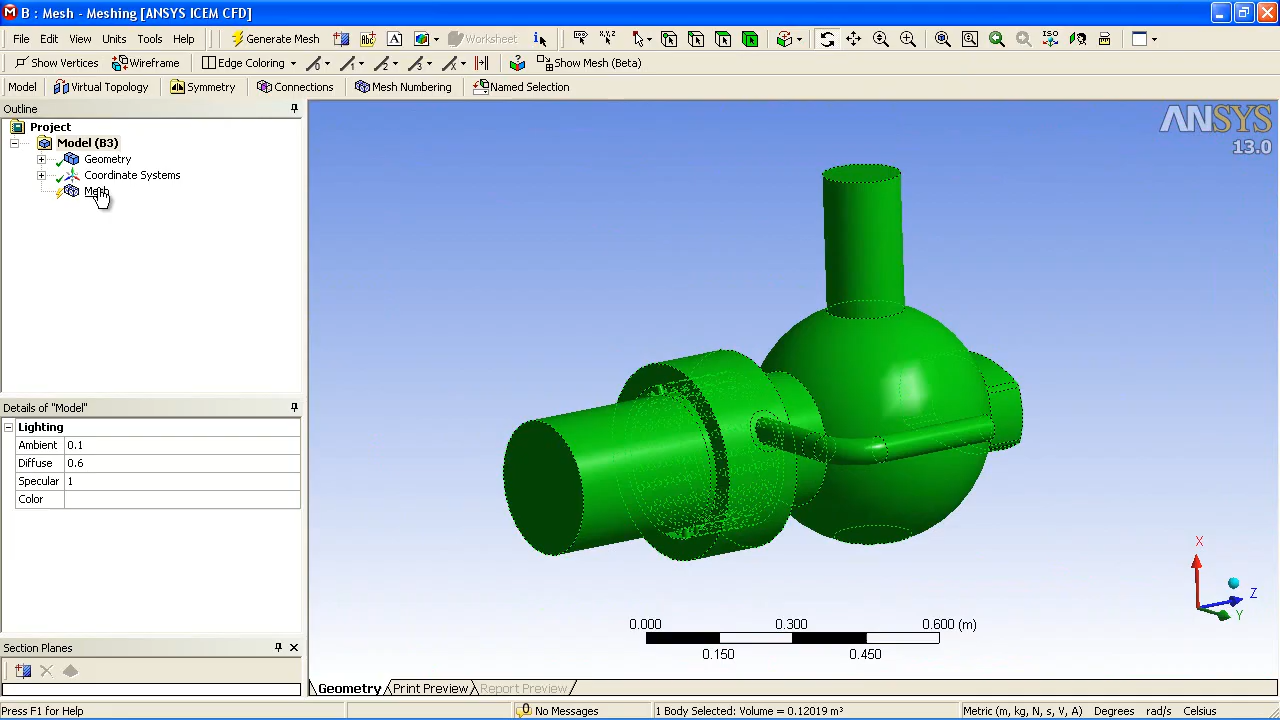 B : Mesh - Meshing [ANSYS ICEM CFD]
File Edit View Units Tools Help Generate Mesh Worksheet
Show Vertices Wireframe Edge Coloring Show Mesh (Beta)
Model Virtual Topology Symmetry Connections Mesh Numbering Named Selection
Outline
Project
Model (B3)
Geometry
Coordinate Systems
Mesh
Details of "Model"
Lighting
Ambient 0.1
Diffuse 0.6
Specular 1
Color
Section Planes
ANSYS
13.0
X
Z
Y
0.000 0.300 0.600 (m)
0.150 0.450
Geometry Print Preview Report Preview
Press F1 for Help 0 No Messages 1 Body Selected: Volume = 0.12019 m³ Metric (m, kg, N, s, V, A) Degrees rad/s Celsius